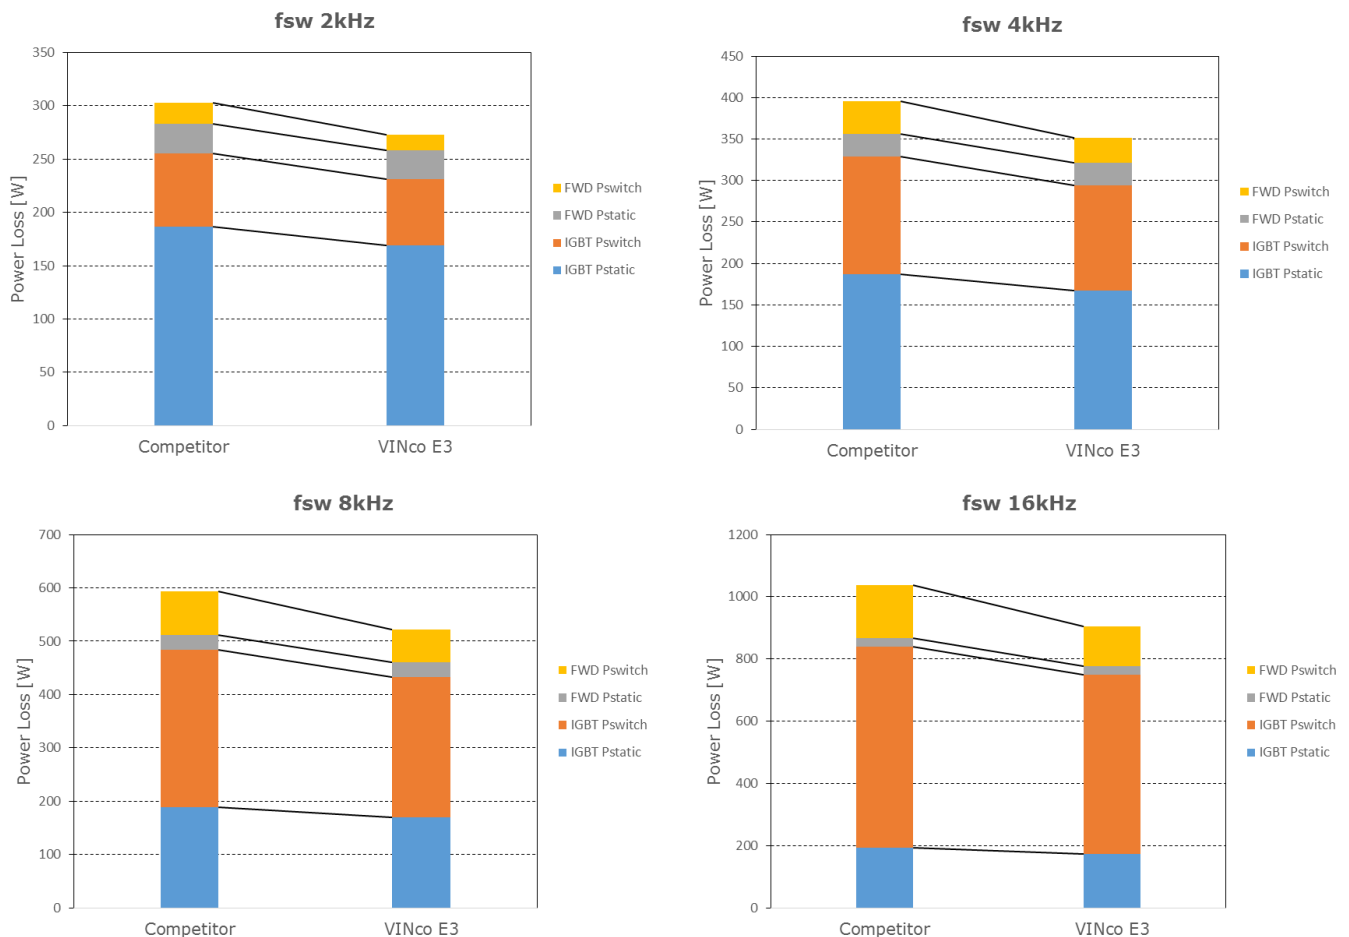 fsw 2kHz
350
300
250
200
150
100
50
0
Power Loss [W]
Competitor
VINco E3
FWD Pswitch
FWD Pstatic
IGBT Pswitch
IGBT Pstatic
fsw 4kHz
450
400
350
300
250
200
150
100
50
0
Power Loss [W]
Competitor
VINco E3
FWD Pswitch
FWD Pstatic
IGBT Pswitch
IGBT Pstatic
fsw 8kHz
700
600
500
400
300
200
100
0
Power Loss [W]
Competitor
VINco E3
FWD Pswitch
FWD Pstatic
IGBT Pswitch
IGBT Pstatic
fsw 16kHz
1200
1000
800
600
400
200
0
Power Loss [W]
Competitor
VINco E3
FWD Pswitch
FWD Pstatic
IGBT Pswitch
IGBT Pstatic